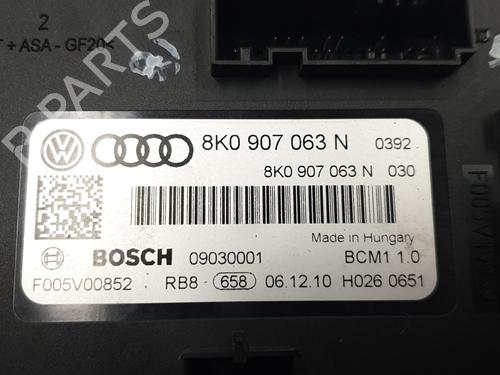 2
T + ASA - GF20<
8K0 907 063 N 0392
8K0 907 063 N 030
Made in Hungary
BOSCH 09030001 BCM1 1.0
F005V00852 RB8 - 658 06.12.10 H026 0651
B-PARTS